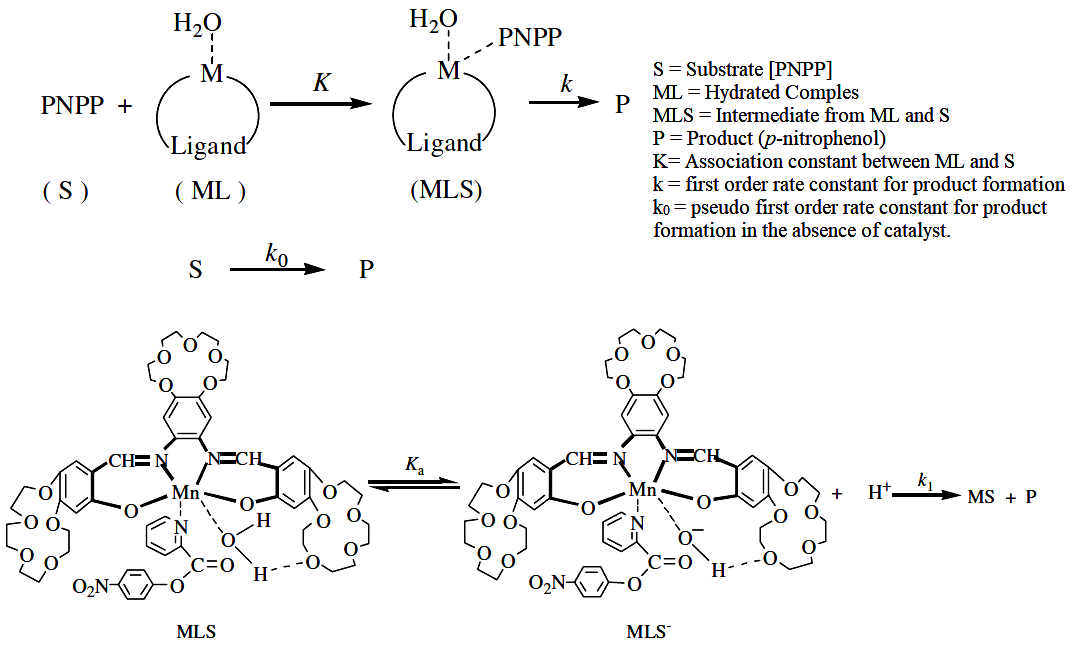 H₂O
M
Ligand
PNPP +
( S )
( ML )
K
H₂O
PNPP
M
Ligand
(MLS)
k
P
S = Substrate [PNPP]
ML = Hydrated Comples
MLS = Intermediate from ML and S
P = Product (p-nitrophenol)
K= Association constant between ML and S
k = first order rate constant for product formation
k₀ = pseudo first order rate constant for product
formation in the absence of catalyst.
S k₀ P
O O O
O O
CH=N N=CH
O Mn O
O O O O
O O O O
N
O H
H
C=O
O₂N O
MLS
Kₐ
O O O
O O
CH=N N=CH
O Mn O
O O O O
O O O O
N
O⁻
H
C=O
O₂N O
MLS⁻
+ H⁺ k₁ MS + P